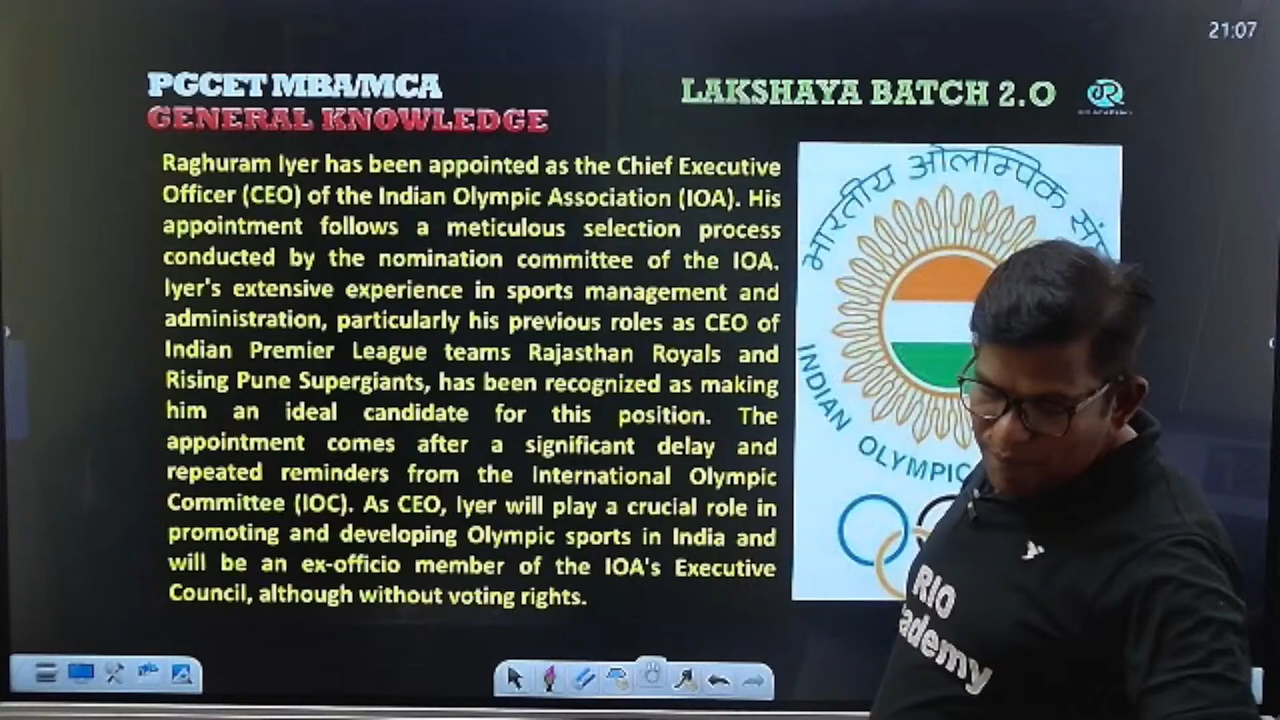 21:07
PGCET MBA/MCA
GENERAL KNOWLEDGE
LAKSHAYA BATCH 2.O
Raghuram Iyer has been appointed as the Chief Executive
Officer (CEO) of the Indian Olympic Association (IOA). His
appointment follows a meticulous selection process
conducted by the nomination committee of the IOA.
Iyer's extensive experience in sports management and
administration, particularly his previous roles as CEO of
Indian Premier League teams Rajasthan Royals and
Rising Pune Supergiants, has been recognized as making
him an ideal candidate for this position. The
appointment comes after a significant delay and
repeated reminders from the International Olympic
Committee (IOC). As CEO, Iyer will play a crucial role in
promoting and developing Olympic sports in India and
will be an ex-officio member of the IOA's Executive
Council, although without voting rights.
भारतीय ओलम्पिक
INDIAN OLYMPIC
RIO